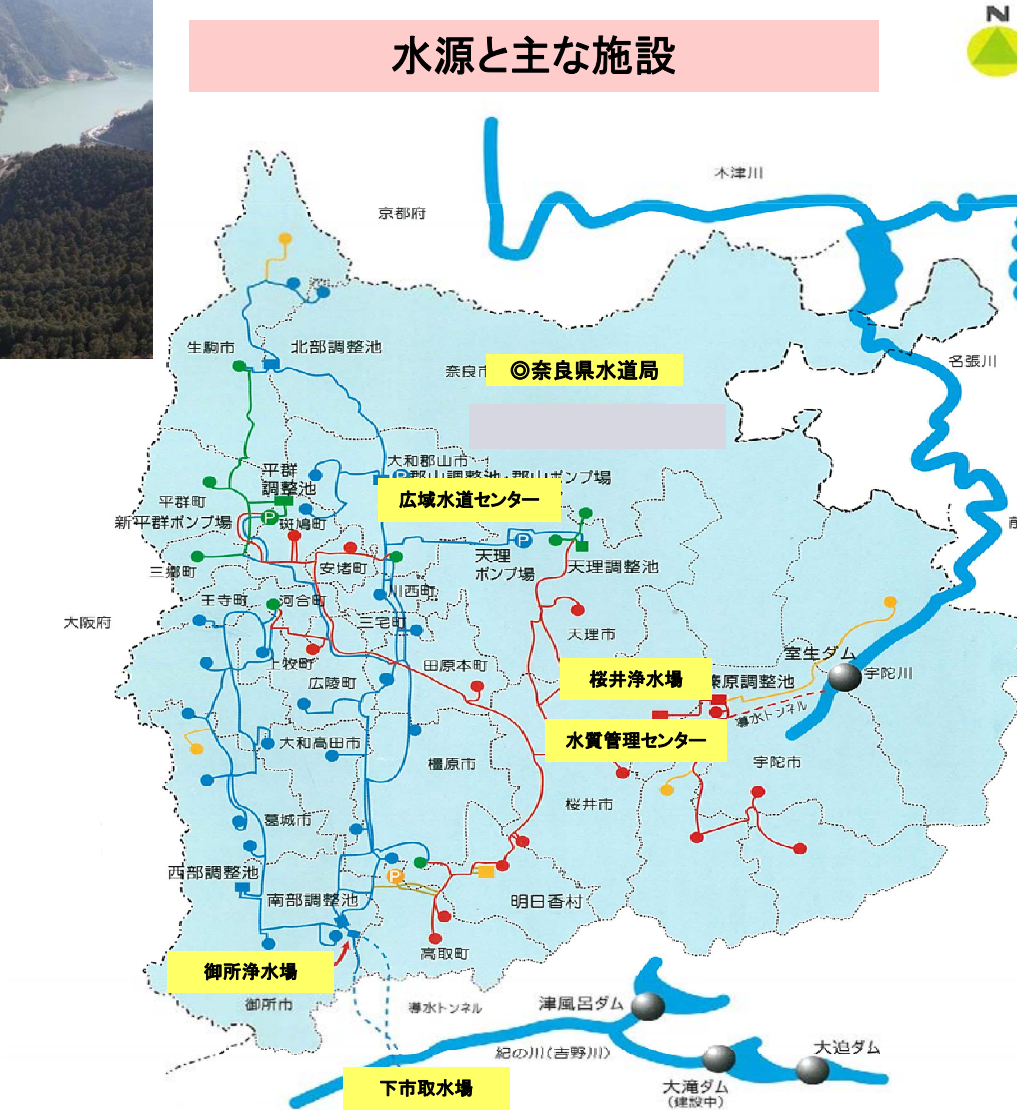 水源と主な施設
N
木津川
京都府
生駒市
北部調整池
奈良市
◎奈良県水道局
名張川
大和郡山市
平群
調整池
郡山調整池・郡山ポンプ場
P
広域水道センター
平群町
新平群ポンプ場
P
斑鳩町
P
天理
ポンプ場
天理調整池
三郷町
安堵町
川西町
王寺町
河合町
三宅町
大阪府
天理市
上牧町
田原本町
室生ダム
宇陀川
桜井浄水場
榛原調整池
広陵町
導水トンネル
水質管理センター
大和高田市
橿原市
宇陀市
桜井市
葛城市
西部調整池
P
南部調整池
明日香村
高取町
御所浄水場
御所市
導水トンネル
津風呂ダム
紀の川(吉野川)
大迫ダム
下市取水場
大滝ダム
(建設中)